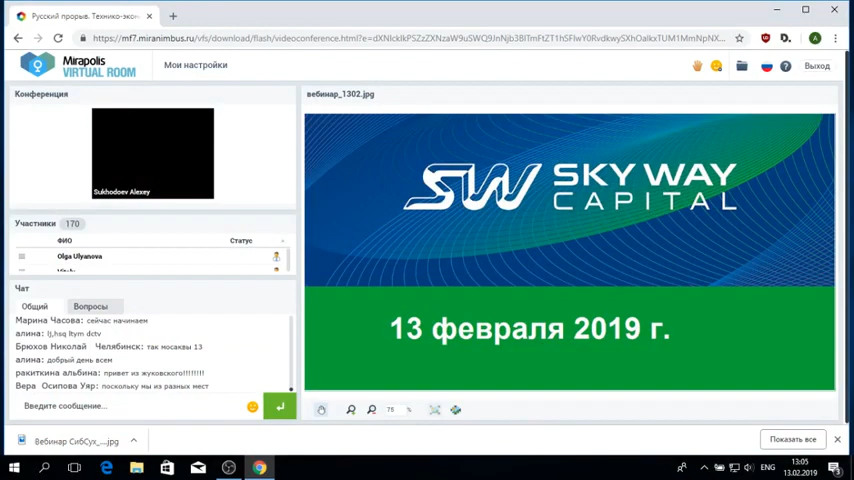 Русский прорыв. Технико-экон
https://mf7.miranimbus.ru/vfs/download/flash/videoconference.html?e=
Mirapolis
VIRTUAL ROOM
Мои настройки
Выход
Конференция
Sukhodoev Alexey
Участники 170
ФИО Статус
Olga Ulyanova
Чат
Общий Вопросы
Марина Часова: сейчас начинаем
алина: lj,hsq ltym dctv
Брюхов Николай Челябинск: так мосаквы 13
алина: добрый день всем
ракиткина альбина: привет из жуковского!!!!!!!!
Вера Осипова Уяр: поскольку мы из разных мест
Введите сообщение...
вебинар_1302.jpg
SW SKY WAY
CAPITAL
13 февраля 2019 г.
75 %
Вебинар СибСух_....jpg
Показать все
ENG
13:05
13.02.2019